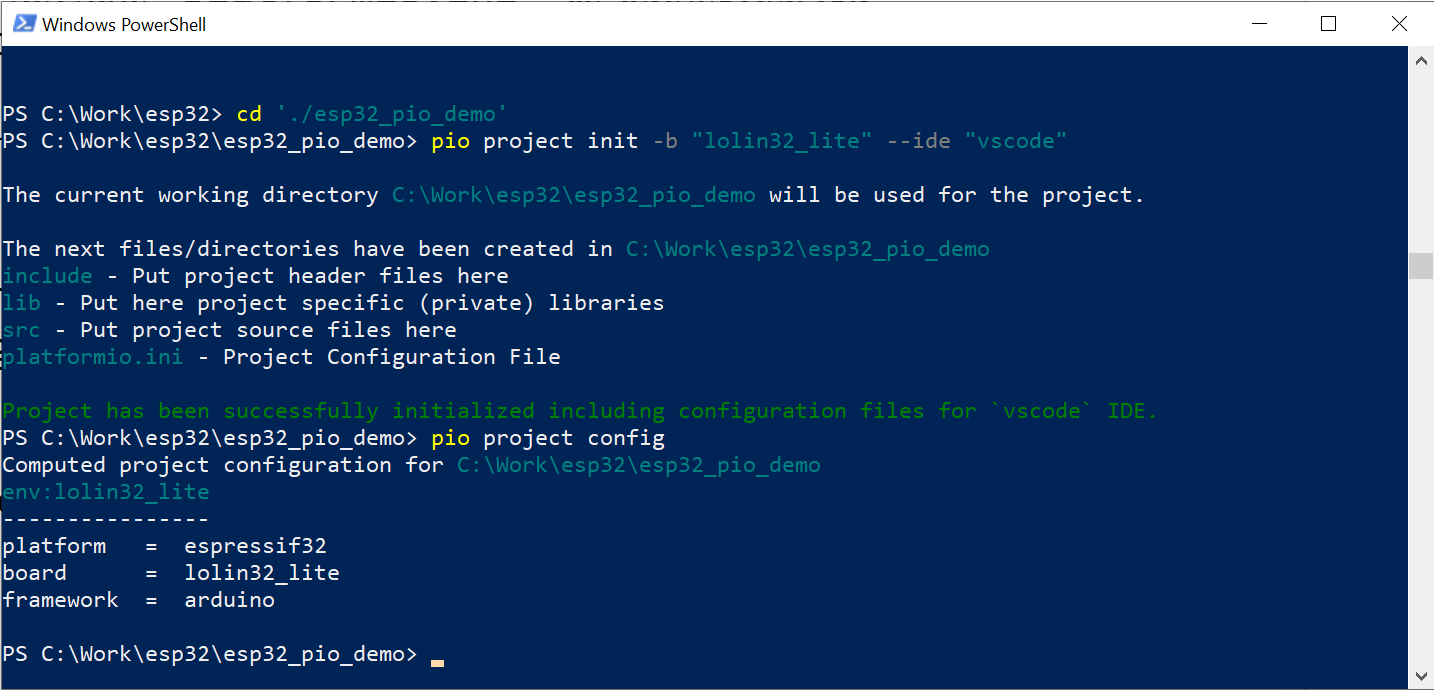 Windows PowerShell
PS C:\Work\esp32> cd './esp32_pio_demo'
PS C:\Work\esp32\esp32_pio_demo> pio project init -b "lolin32_lite" --ide "vscode"
The current working directory C:\Work\esp32\esp32_pio_demo will be used for the project.
The next files/directories have been created in C:\Work\esp32\esp32_pio_demo
include - Put project header files here
lib - Put here project specific (private) libraries
src - Put project source files here
platformio.ini - Project Configuration File
Project has been successfully initialized including configuration files for `vscode` IDE.
PS C:\Work\esp32\esp32_pio_demo> pio project config
Computed project configuration for C:\Work\esp32\esp32_pio_demo
env:lolin32_lite
----------------
platform   =  espressif32
board      =  lolin32_lite
framework  =  arduino
PS C:\Work\esp32\esp32_pio_demo>